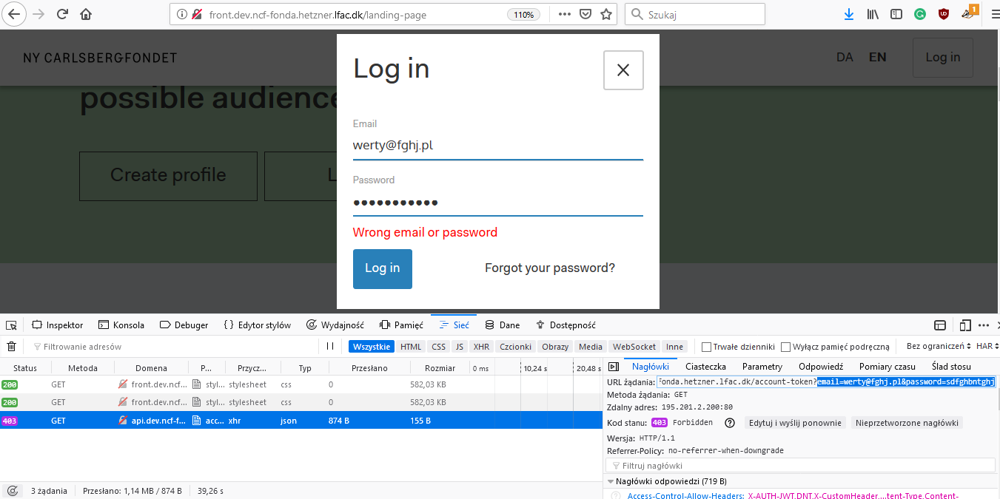 front.dev.ncf-fonda.hetzner.lfac.dk/landing-page 110% Szukaj 1
NY CARLSBERGFONDET DA EN Log in
possible audience
Create profile L
Log in
Email
werty@fghj.pl
Password
Wrong email or password
Log in Forgot your password?
Inspektor Konsola Debuger Edytor stylów Wydajność Pamięć Sieć Dane Dostępność
Filtrowanie adresów Wszystkie HTML CSS JS XHR Czcionki Obrazy Media WebSocket Inne Trwałe dzienniki Wyłącz pamięć podręczną Bez ograniczeń HAR
Status Metoda Domena P... Przycz... Typ Przesłano Rozmiar 0 ms 10,24 s 20,48 s
200 GET front.dev.ncf... styl... stylesheet css 0 582,03 KB
200 GET front.dev.ncf... styl... stylesheet css 0 582,03 KB
403 GET api.dev.ncf-f... acc... xhr json 874 B 155 B
3 żądania Przesłano: 1,14 MB / 874 B 39,26 s
Nagłówki Ciasteczka Parametry Odpowiedź Pomiary czasu Ślad stosu
URL żądania: fonda.hetzner.lfac.dk/account-token?email=werty@fghj.pl&password=sdfghbntghj
Metoda żądania: GET
Zdalny adres: 195.201.2.200:80
Kod stanu: 403 Forbidden ? Edytuj i wyślij ponownie Nieprzetworzone nagłówki
Wersja: HTTP/1.1
Referrer-Policy: no-referrer-when-downgrade
Filtruj nagłówki
Nagłówki odpowiedzi (719 B)
? Access-Control-Allow-Headers: X-AUTH-JWT,DNT,X-CustomHeader,...tent-Type,Content-